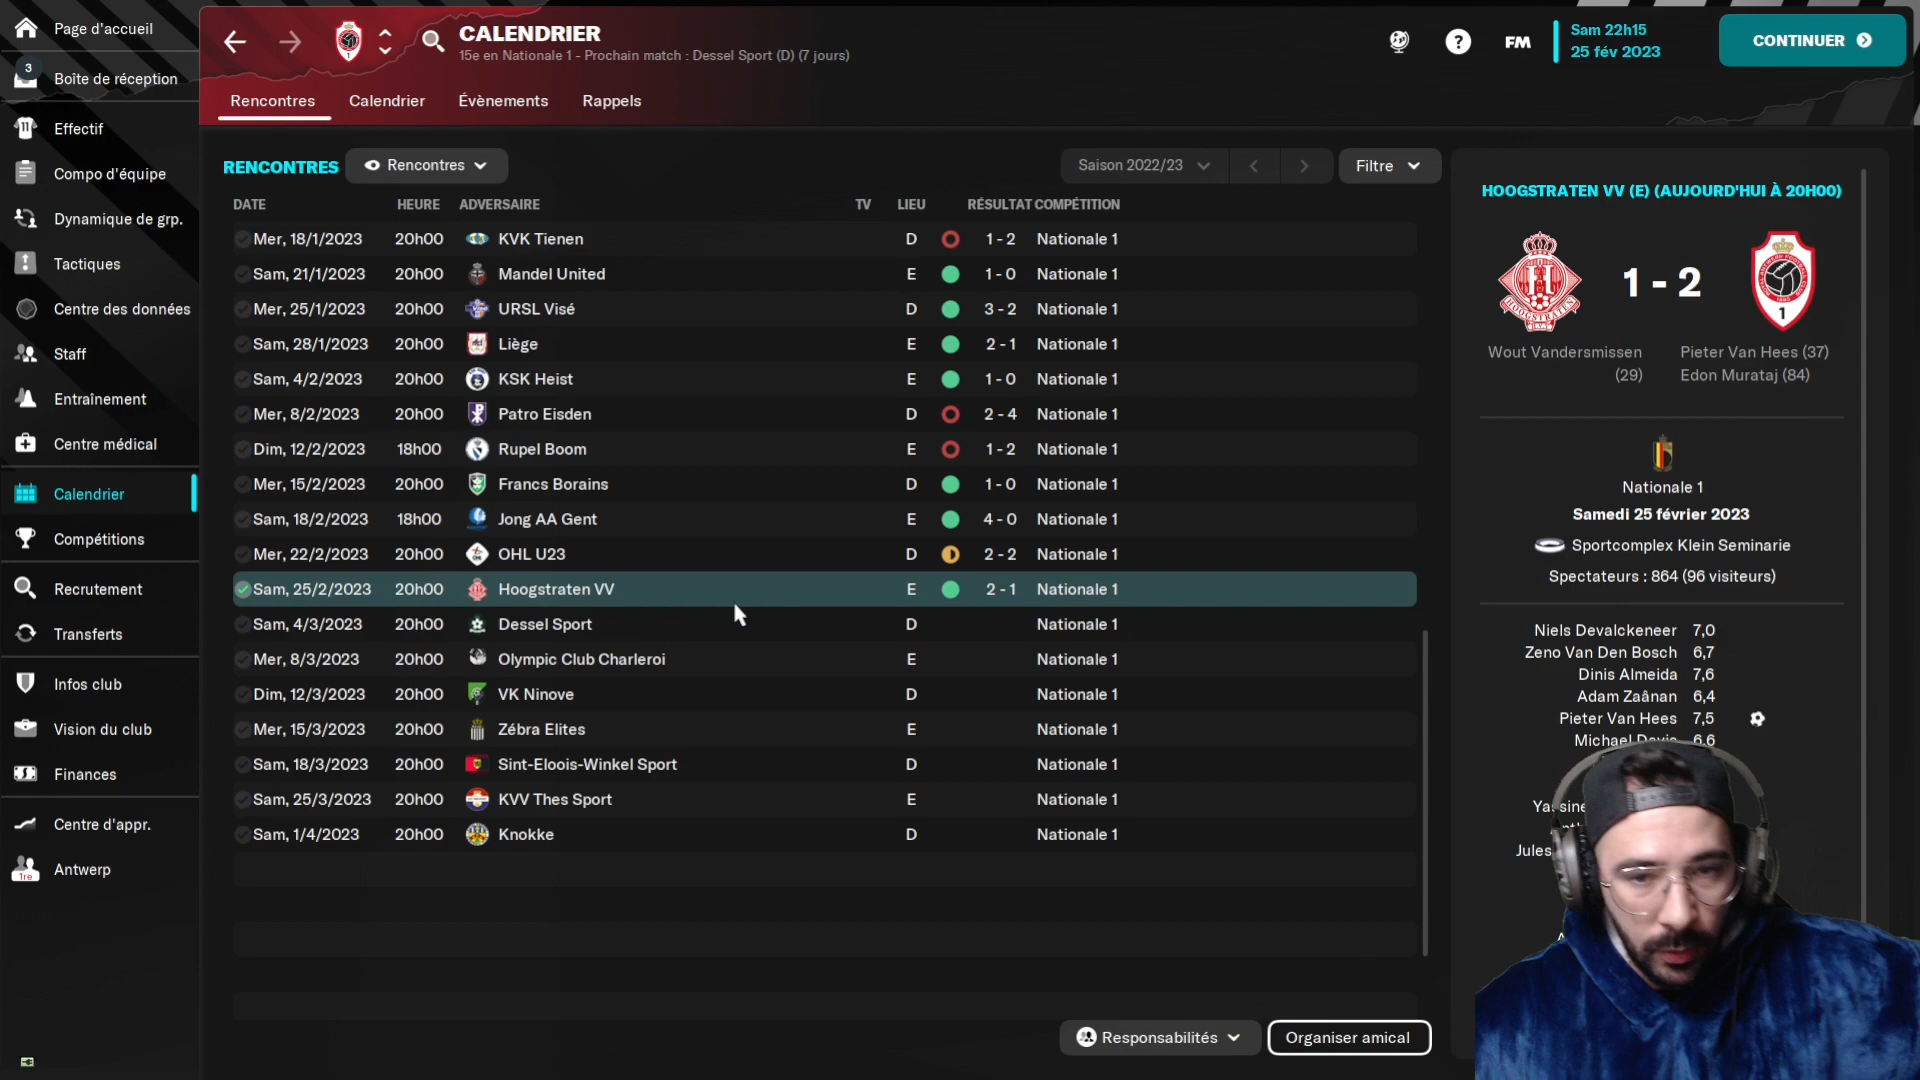 Page d'accueil
3
Boîte de réception
Effectif
Compo d'équipe
Dynamique de grp.
Tactiques
Centre des données
Staff
Entraînement
Centre médical
Calendrier
Compétitions
Recrutement
Transferts
Infos club
Vision du club
Finances
Centre d'appr.
1re
Antwerp
CALENDRIER
15e en Nationale 1 - Prochain match : Dessel Sport (D) (7 jours)
FM
Sam 22h15
25 fév 2023
CONTINUER
Rencontres Calendrier Évènements Rappels
RENCONTRES Rencontres Saison 2022/23 Filtre
DATE HEURE ADVERSAIRE TV LIEU RÉSULTAT COMPÉTITION
Mer, 18/1/2023 20h00 KVK Tienen D 1 - 2 Nationale 1
Sam, 21/1/2023 20h00 Mandel United E 1 - 0 Nationale 1
Mer, 25/1/2023 20h00 URSL Visé D 3 - 2 Nationale 1
Sam, 28/1/2023 20h00 Liège E 2 - 1 Nationale 1
Sam, 4/2/2023 20h00 KSK Heist E 1 - 0 Nationale 1
Mer, 8/2/2023 20h00 Patro Eisden D 2 - 4 Nationale 1
Dim, 12/2/2023 18h00 Rupel Boom E 1 - 2 Nationale 1
Mer, 15/2/2023 20h00 Francs Borains D 1 - 0 Nationale 1
Sam, 18/2/2023 18h00 Jong AA Gent E 4 - 0 Nationale 1
Mer, 22/2/2023 20h00 OHL U23 D 2 - 2 Nationale 1
Sam, 25/2/2023 20h00 Hoogstraten VV E 2 - 1 Nationale 1
Sam, 4/3/2023 20h00 Dessel Sport D Nationale 1
Mer, 8/3/2023 20h00 Olympic Club Charleroi E Nationale 1
Dim, 12/3/2023 20h00 VK Ninove D Nationale 1
Mer, 15/3/2023 20h00 Zébra Elites E Nationale 1
Sam, 18/3/2023 20h00 Sint-Eloois-Winkel Sport D Nationale 1
Sam, 25/3/2023 20h00 KVV Thes Sport E Nationale 1
Sam, 1/4/2023 20h00 Knokke D Nationale 1
Responsabilités Organiser amical
HOOGSTRATEN VV (E) (AUJOURD'HUI À 20H00)
1 - 2
Wout Vandersmissen (29)
Pieter Van Hees (37)
Edon Murataj (84)
Nationale 1
Samedi 25 février 2023
Sportcomplex Klein Seminarie
Spectateurs : 864 (96 visiteurs)
Niels Devalckeneer 7,0
Zeno Van Den Bosch 6,7
Dinis Almeida 7,6
Adam Zaânan 6,4
Pieter Van Hees 7,5
Michael Davis 6,6
Jules